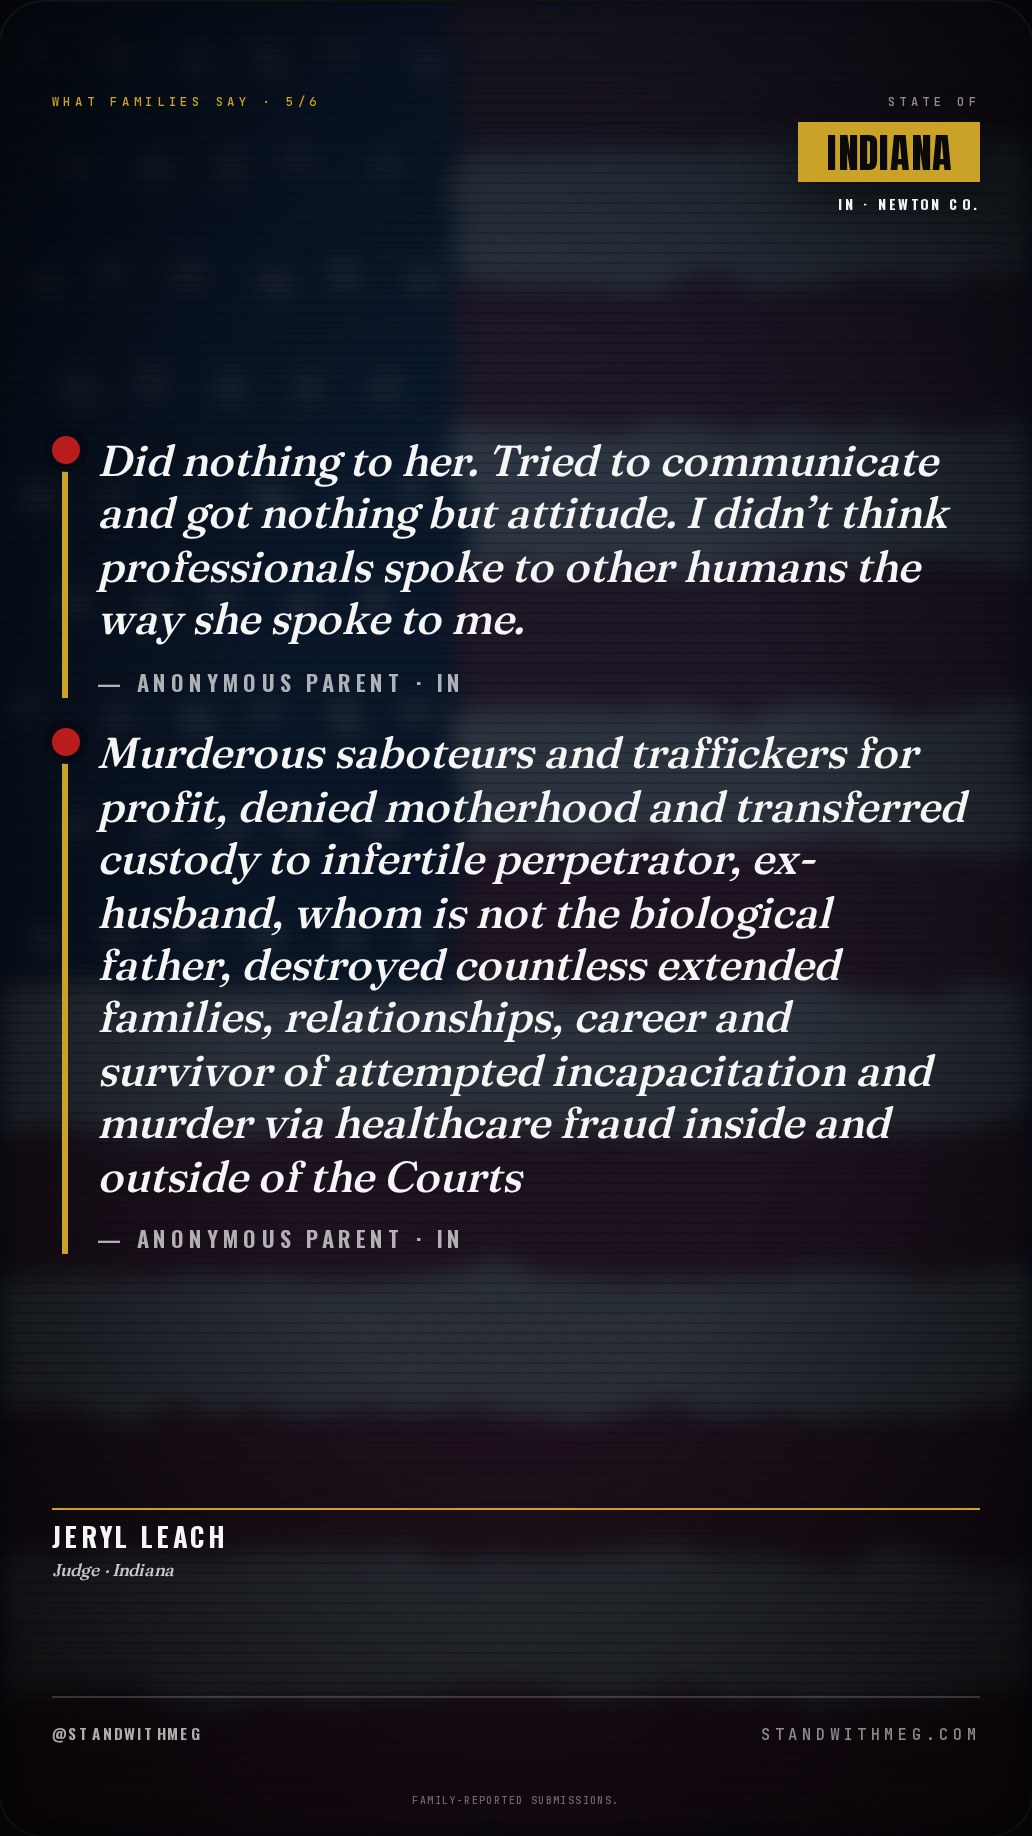 WHAT FAMILIES SAY · 5/6
STATE OF
INDIANA
IN · NEWTON CO.
Did nothing to her. Tried to communicate
and got nothing but attitude. I didn’t think
professionals spoke to other humans the
way she spoke to me.
— ANONYMOUS PARENT · IN
Murderous saboteurs and traffickers for
profit, denied motherhood and transferred
custody to infertile perpetrator, ex-
husband, whom is not the biological
father, destroyed countless extended
families, relationships, career and
survivor of attempted incapacitation and
murder via healthcare fraud inside and
outside of the Courts
— ANONYMOUS PARENT · IN
JERYL LEACH
Judge · Indiana
@STANDWITHMEG
STANDWITHMEG.COM
FAMILY-REPORTED SUBMISSIONS.